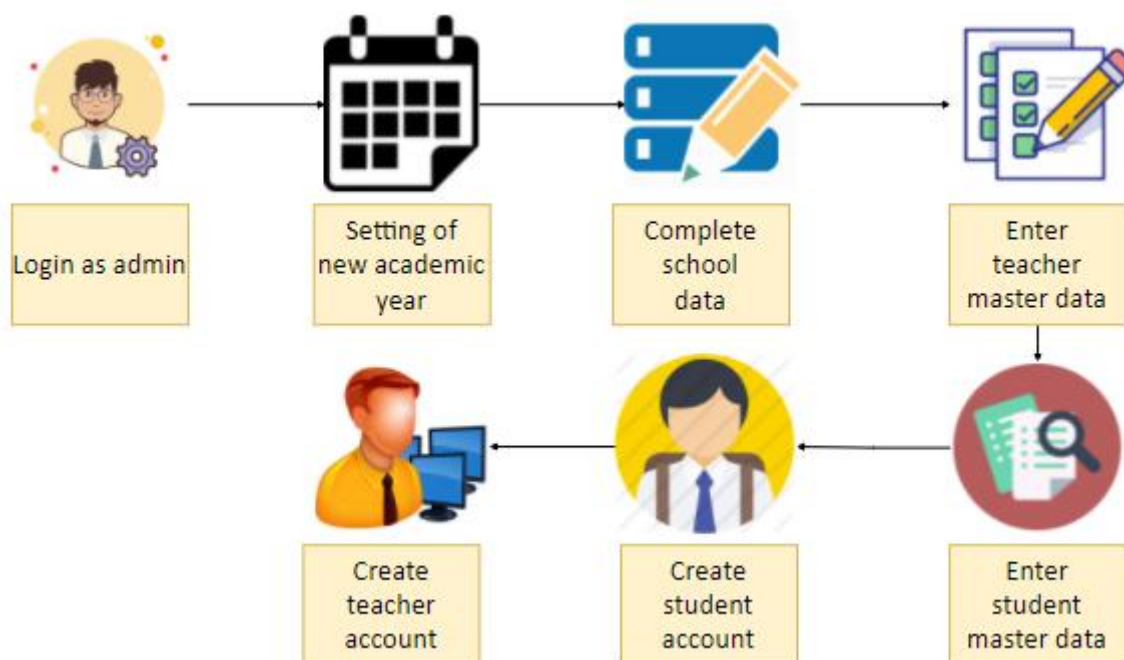 Login as admin
Setting of
new academic
year
Complete
school
data
Enter
teacher
master data
Enter
student
master data
Create
student
account
Create
teacher
account